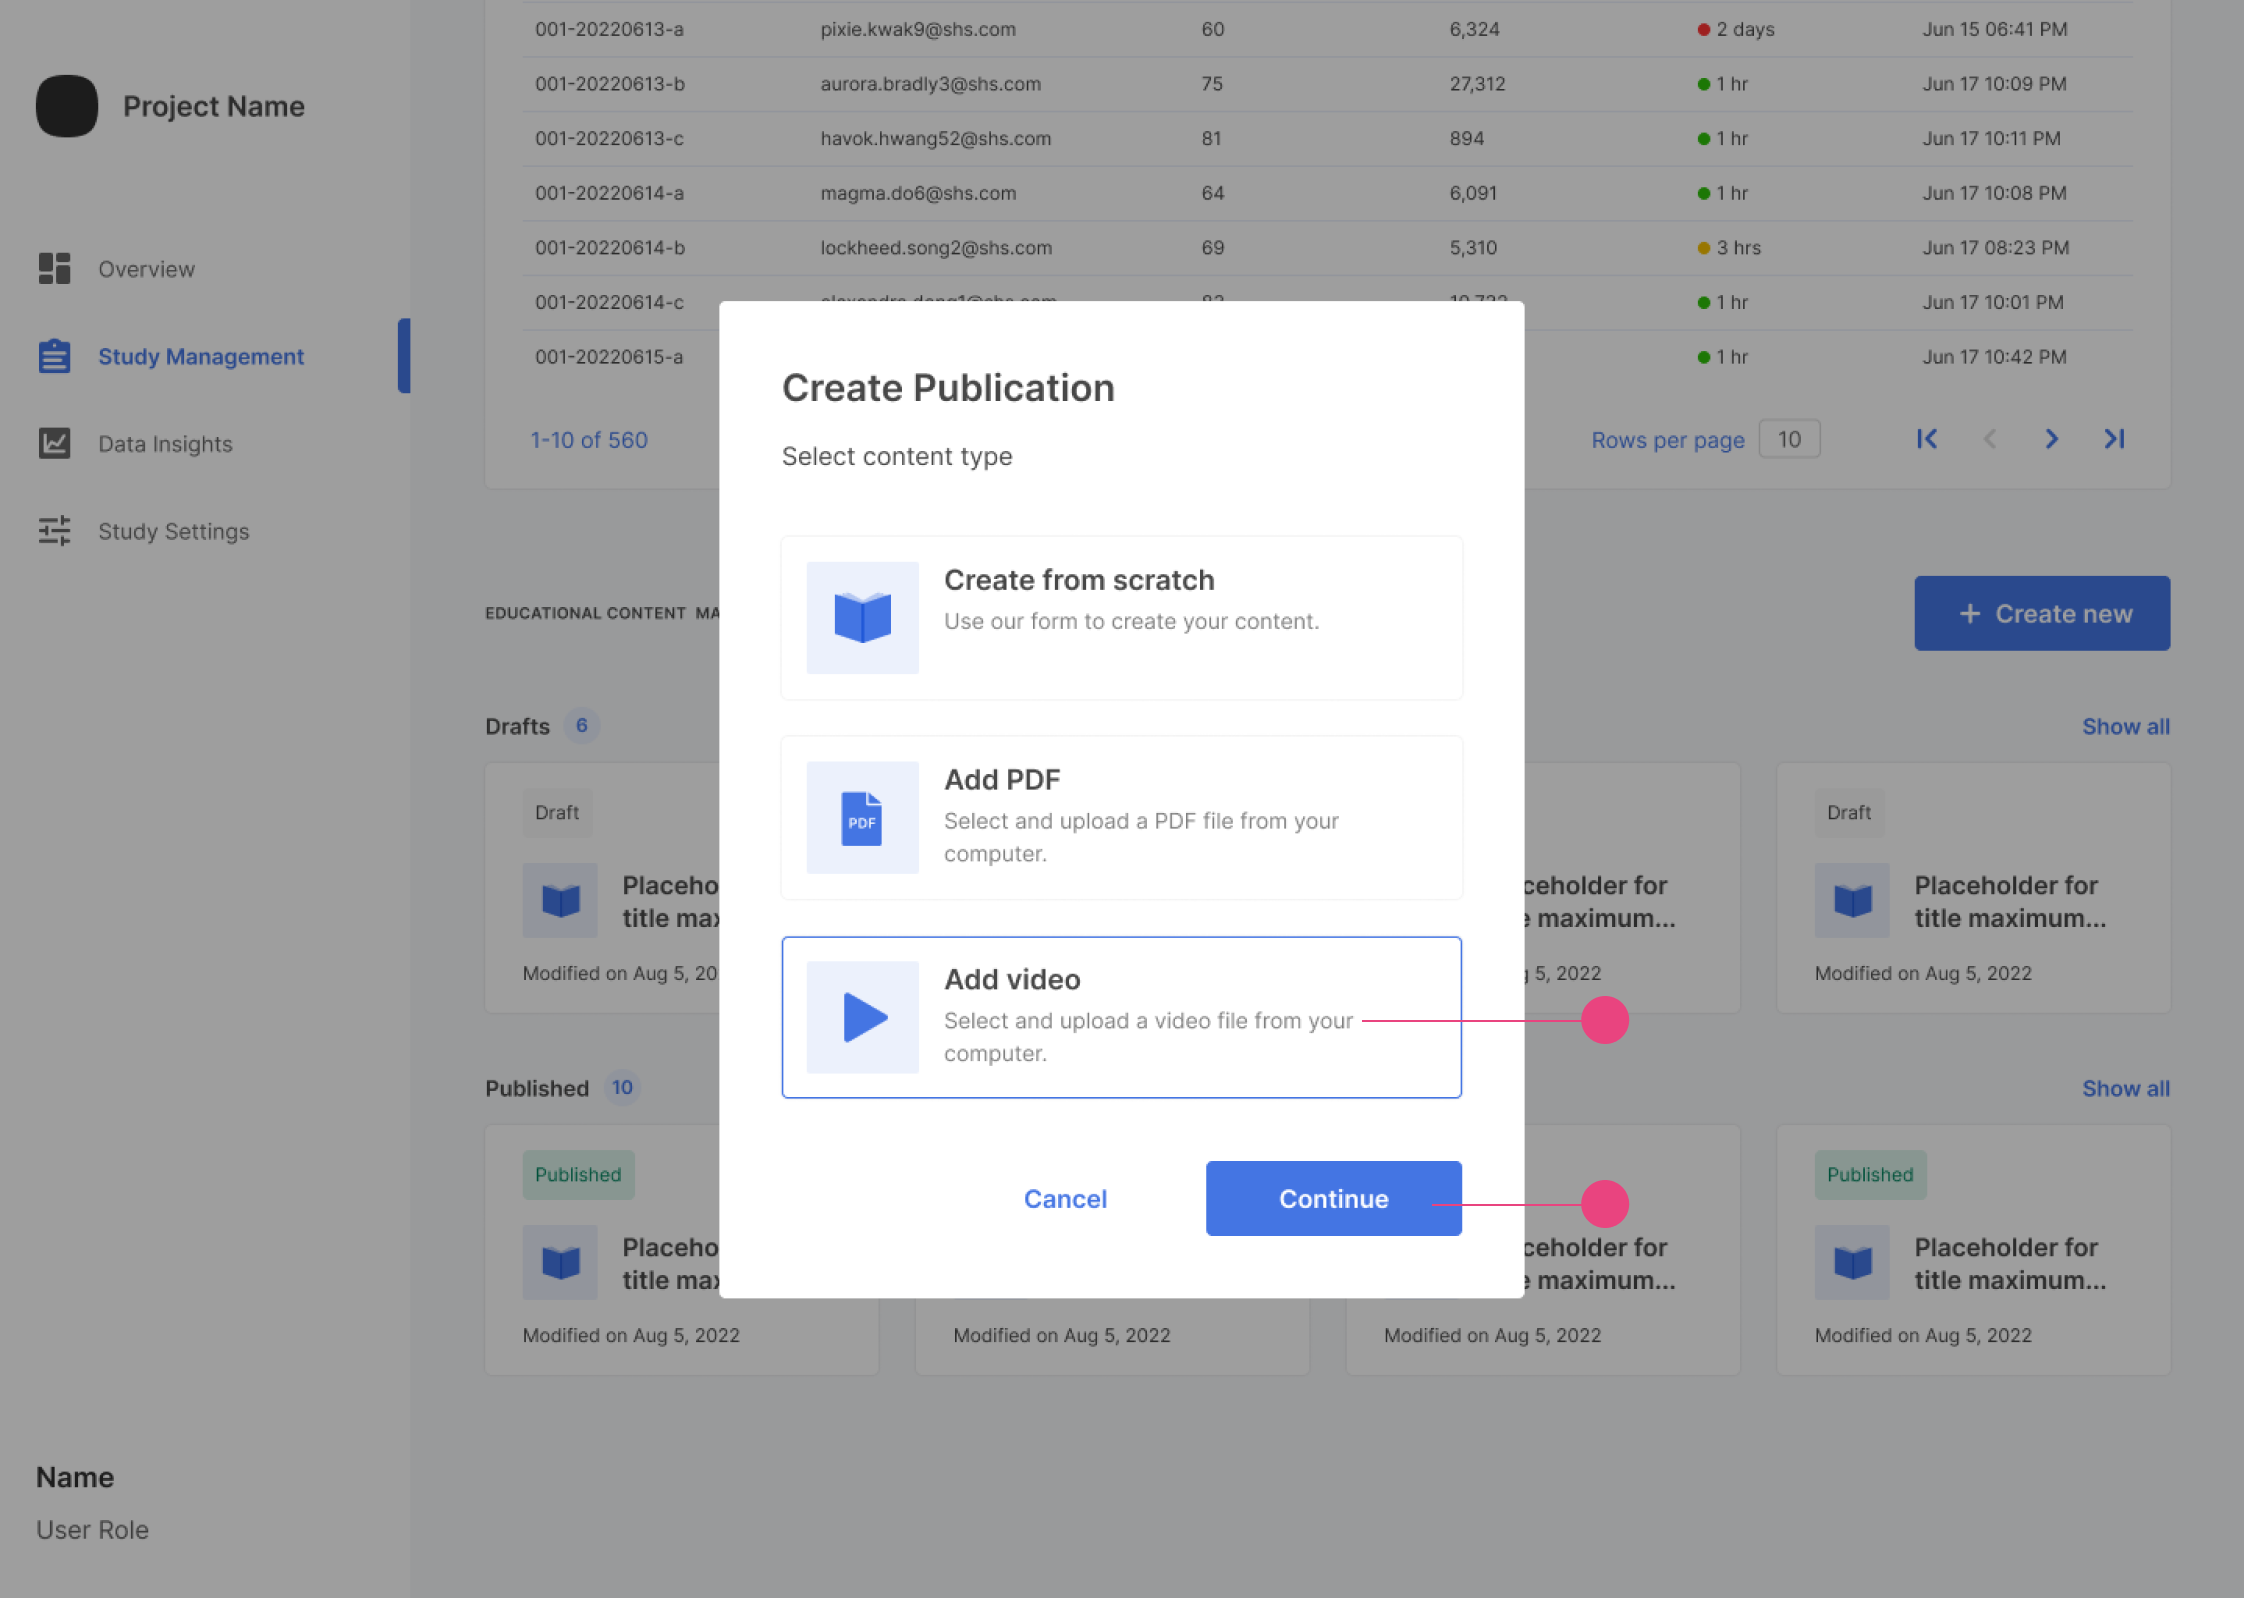 Project Name
Overview
Study Management
Data Insights
Study Settings
Name
User Role
001-20220613-a pixie.kwak9@shs.com 60 6,324 2 days Jun 15 06:41 PM
001-20220613-b aurora.bradly3@shs.com 75 27,312 1 hr Jun 17 10:09 PM
001-20220613-c havok.hwang52@shs.com 81 894 1 hr Jun 17 10:11 PM
001-20220614-a magma.do6@shs.com 64 6,091 1 hr Jun 17 10:08 PM
001-20220614-b lockheed.song2@shs.com 69 5,310 3 hrs Jun 17 08:23 PM
001-20220614-c 1 hr Jun 17 10:01 PM
001-20220615-a 1 hr Jun 17 10:42 PM
1-10 of 560 Rows per page 10
EDUCATIONAL CONTENT MA
+ Create new
Drafts 6 Show all
Draft Draft
Placeho ceholder for Placeholder for
title max maximum... title maximum...
Modified on Aug 5, 20 5, 2022 Modified on Aug 5, 2022
Published 10 Show all
Published Published
Placeho ceholder for Placeholder for
title max maximum... title maximum...
Modified on Aug 5, 2022 Modified on Aug 5, 2022 Modified on Aug 5, 2022 Modified on Aug 5, 2022
Create Publication
Select content type
Create from scratch
Use our form to create your content.
PDF
Add PDF
Select and upload a PDF file from your
computer.
Add video
Select and upload a video file from your
computer.
Cancel Continue